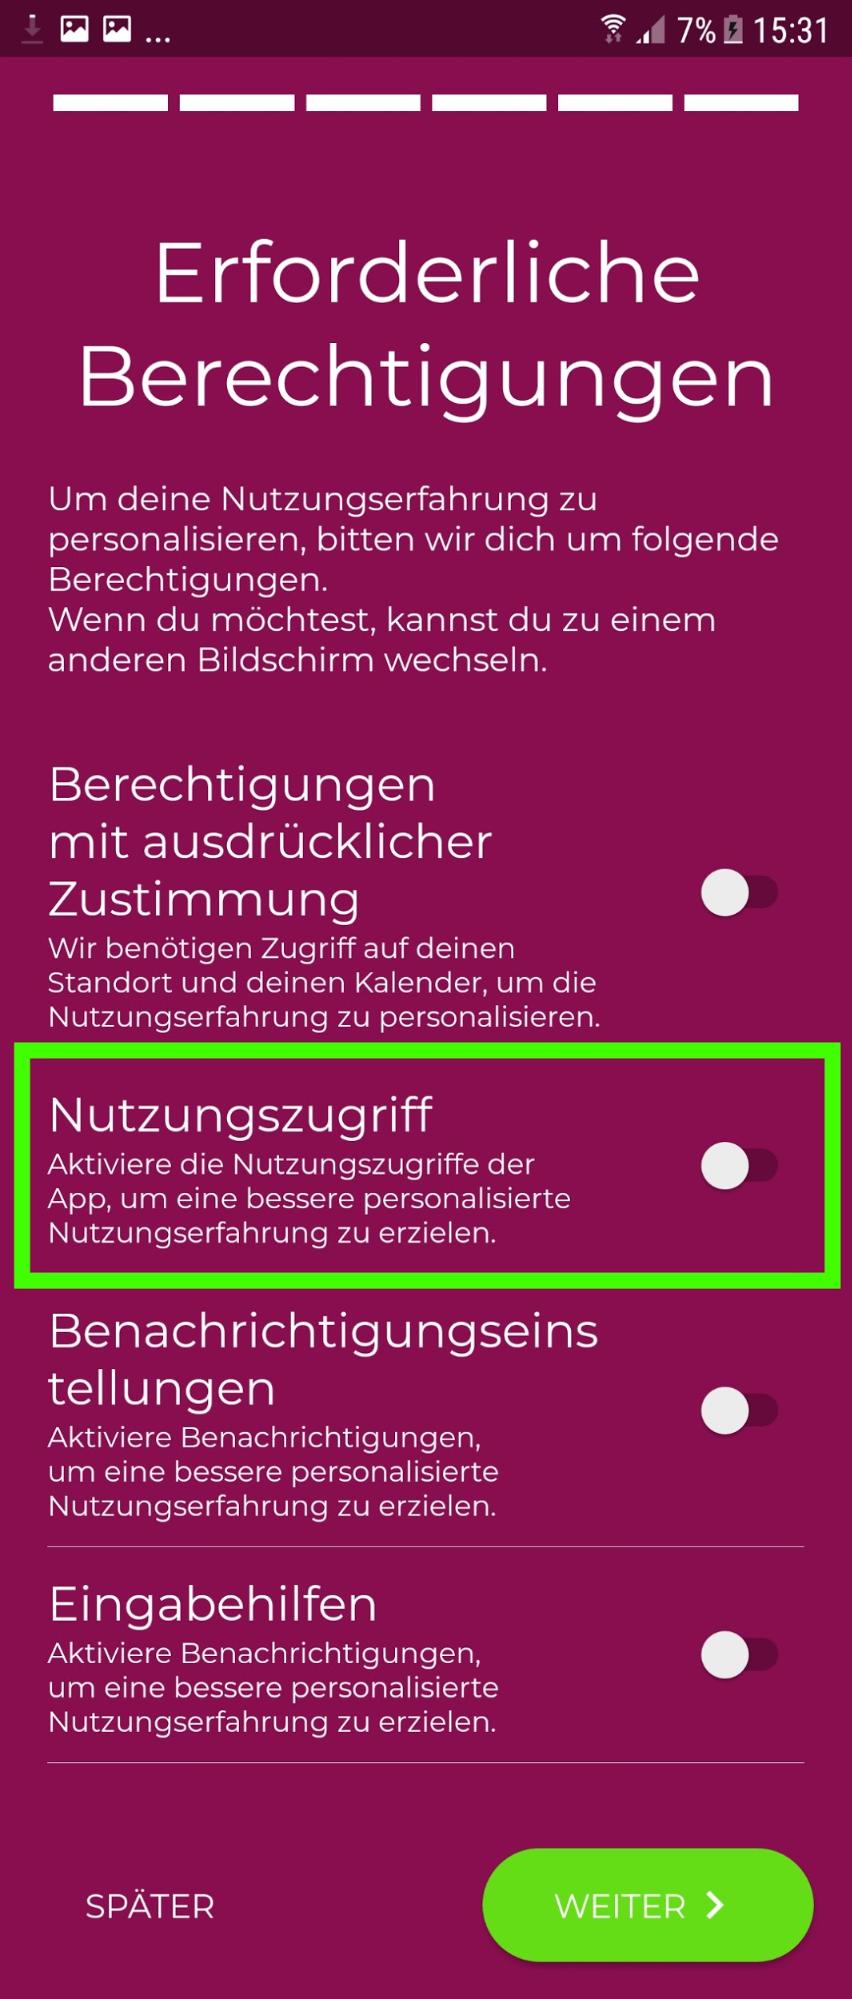 ... 7% 15:31
Erforderliche
Berechtigungen
Um deine Nutzungserfahrung zu
personalisieren, bitten wir dich um folgende
Berechtigungen.
Wenn du möchtest, kannst du zu einem
anderen Bildschirm wechseln.
Berechtigungen
mit ausdrücklicher
Zustimmung
Wir benötigen Zugriff auf deinen
Standort und deinen Kalender, um die
Nutzungserfahrung zu personalisieren.
Nutzungszugriff
Aktiviere die Nutzungszugriffe der
App, um eine bessere personalisierte
Nutzungserfahrung zu erzielen.
Benachrichtigungseins
tellungen
Aktiviere Benachrichtigungen,
um eine bessere personalisierte
Nutzungserfahrung zu erzielen.
Eingabehilfen
Aktiviere Benachrichtigungen,
um eine bessere personalisierte
Nutzungserfahrung zu erzielen.
SPÄTER WEITER